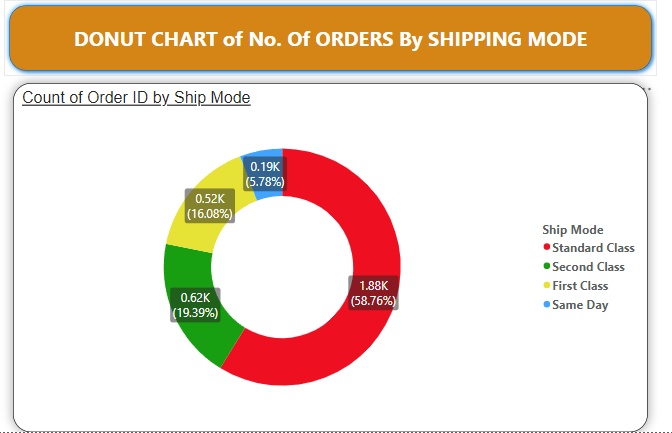 DONUT CHART of No. Of ORDERS By SHIPPING MODE
Count of Order ID by Ship Mode
0.19K
(5.78%)
0.52K
(16.08%)
Ship Mode
Standard Class
Second Class
First Class
Same Day
1.88K
(58.76%)
0.62K
(19.39%)